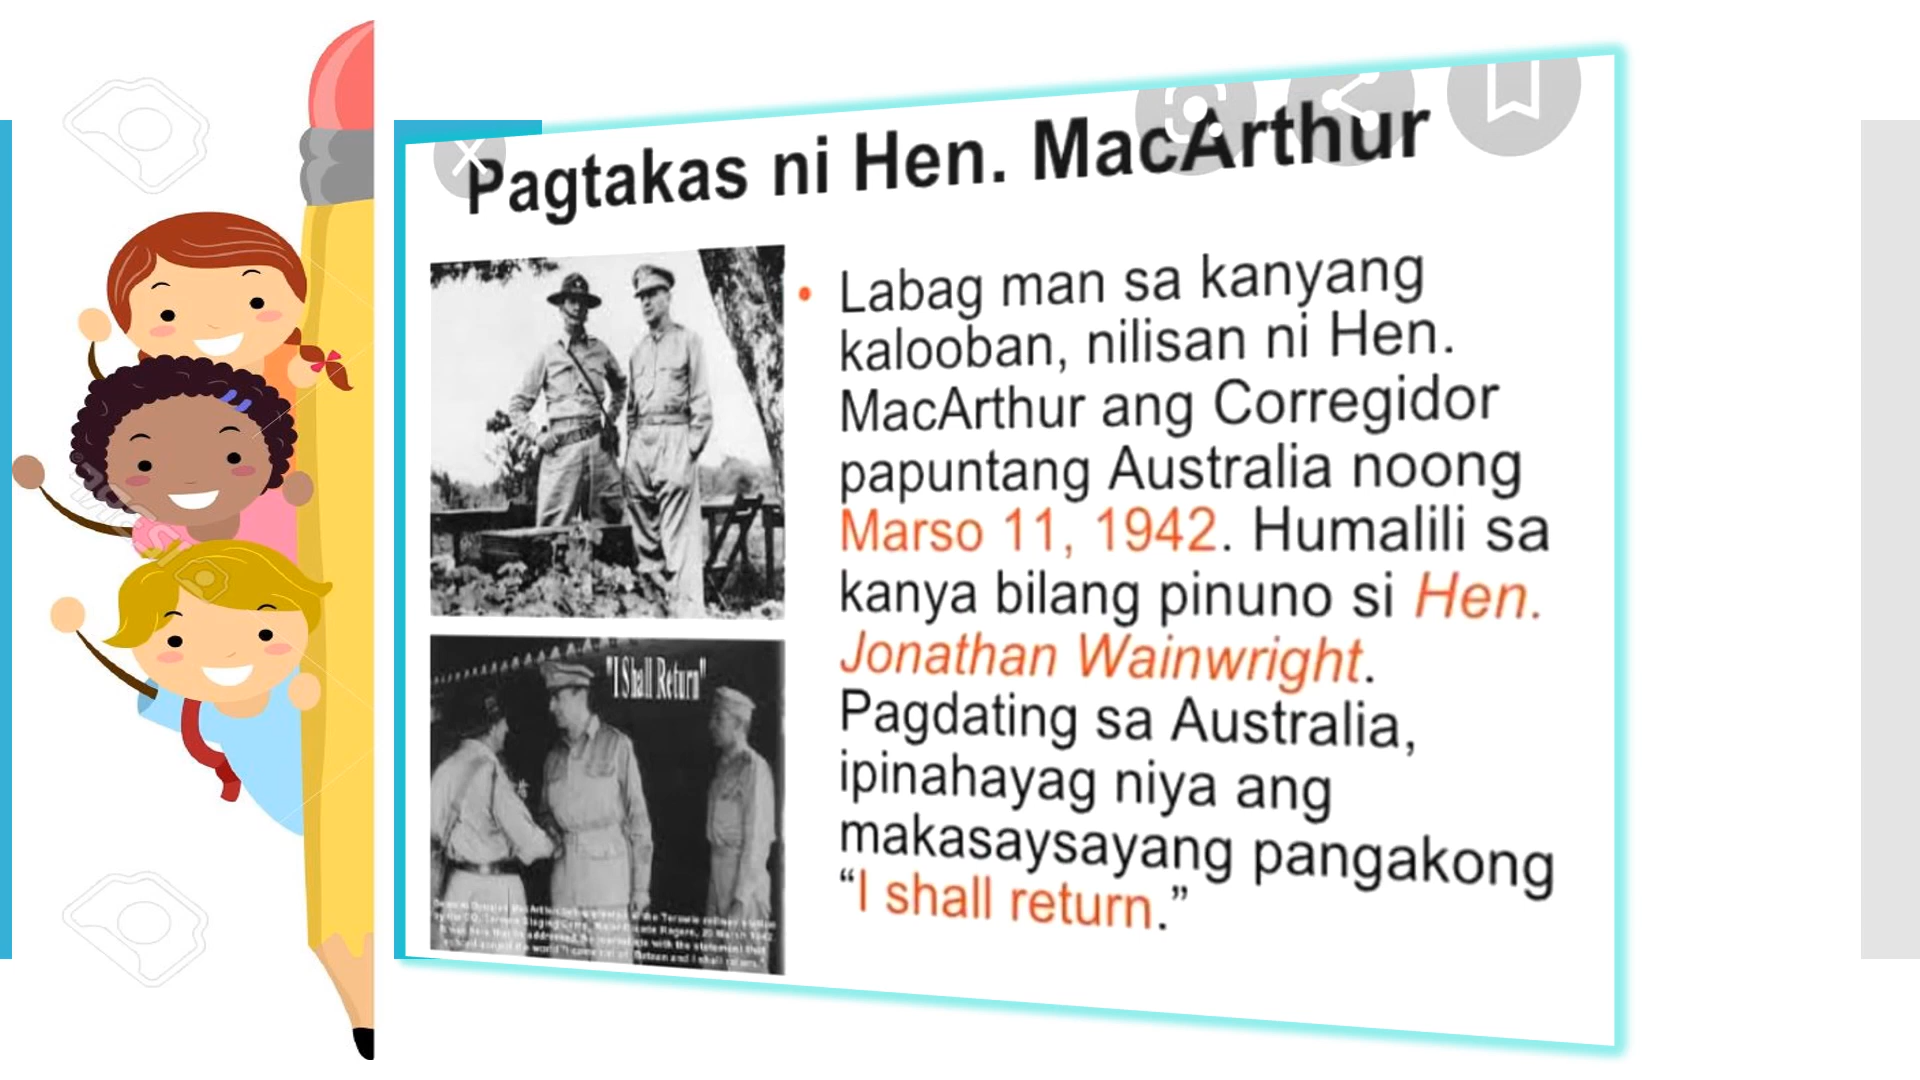 Pagtakas ni Hen. MacArthur
• Labag man sa kanyang
kalooban, nilisan ni Hen.
MacArthur ang Corregidor
papuntang Australia noong
Marso 11, 1942. Humalili sa
kanya bilang pinuno si Hen.
Jonathan Wainwright.
Pagdating sa Australia,
ipinahayag niya ang
makasaysayang pangakong
“I shall return.”
"I Shall Return"